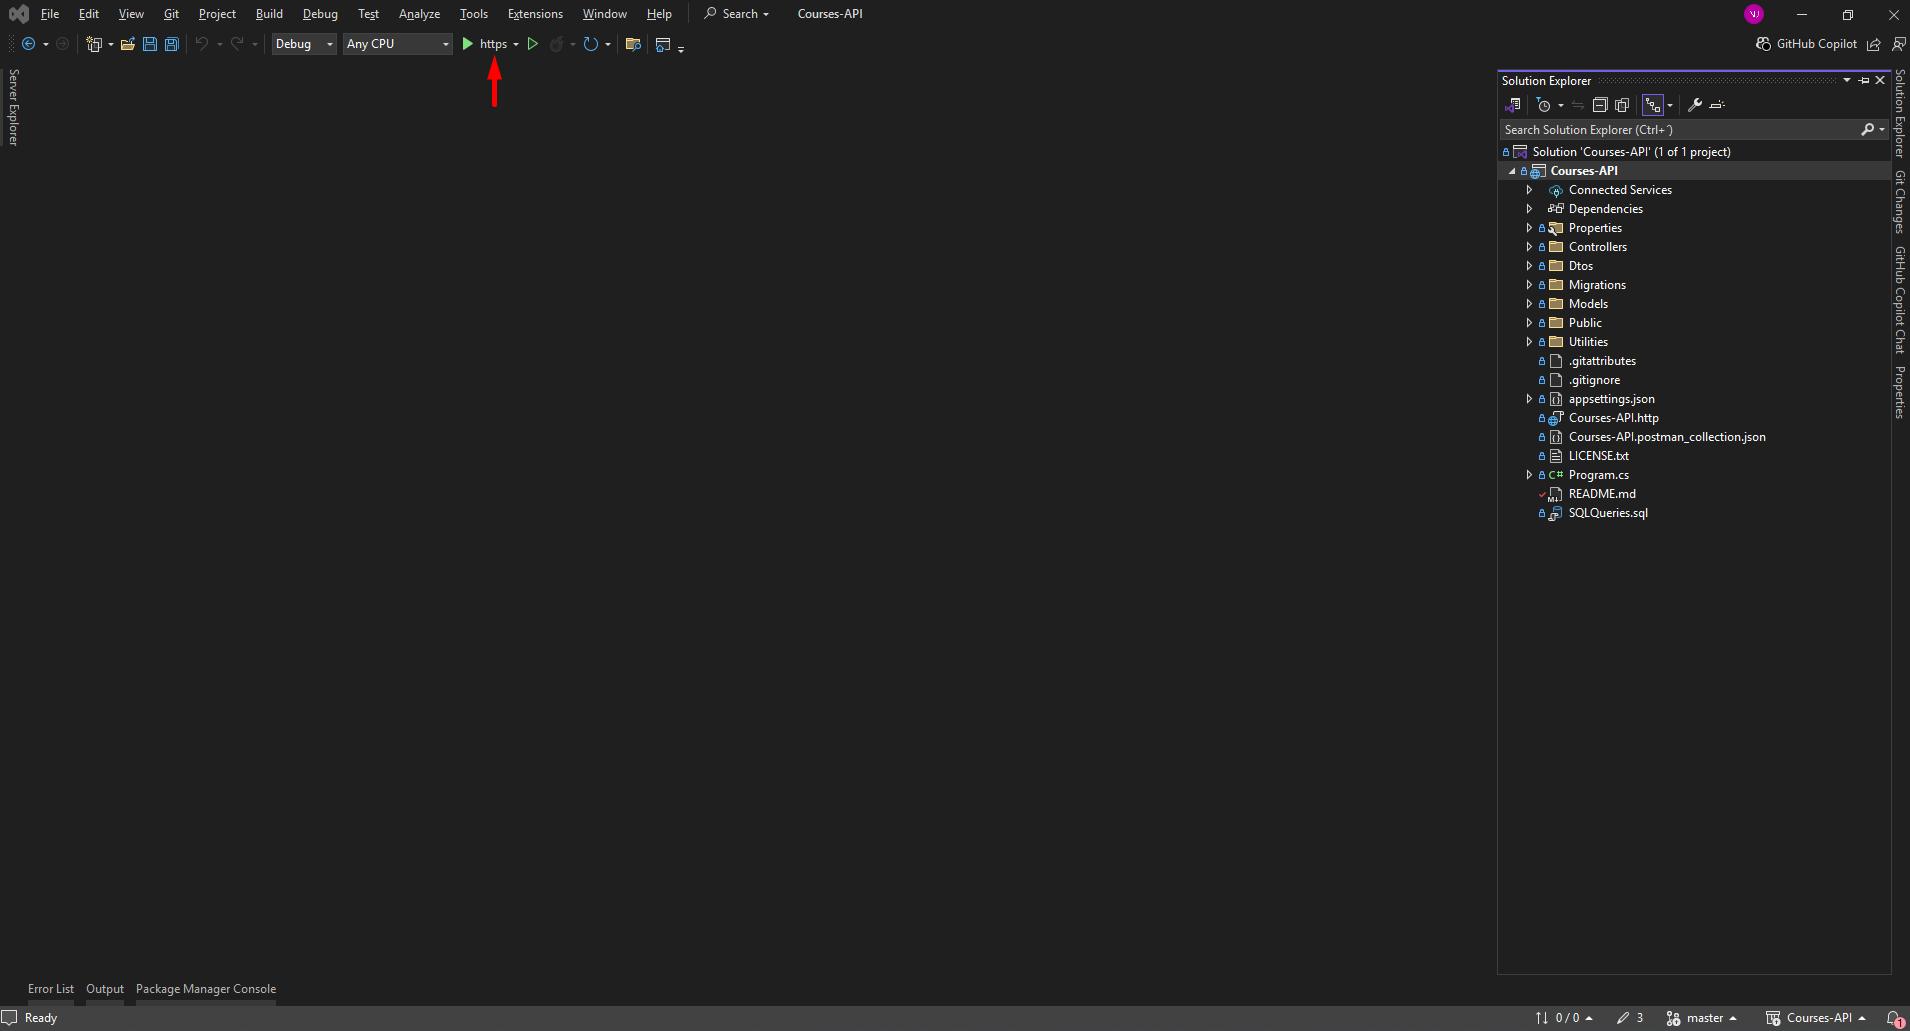 File Edit View Git Project Build Debug Test Analyze Tools Extensions Window Help Search Courses-API
Debug Any CPU https GitHub Copilot
Server Explorer
Solution Explorer
Search Solution Explorer (Ctrl+´)
Solution 'Courses-API' (1 of 1 project)
Courses-API
Connected Services
Dependencies
Properties
Controllers
Dtos
Migrations
Models
Public
Utilities
.gitattributes
.gitignore
appsettings.json
Courses-API.http
Courses-API.postman_collection.json
LICENSE.txt
C# Program.cs
README.md
SQLQueries.sql
Solution Explorer
Git Changes
GitHub Copilot Chat
Properties
Error List Output Package Manager Console
Ready 0 / 0 3 master Courses-API 1